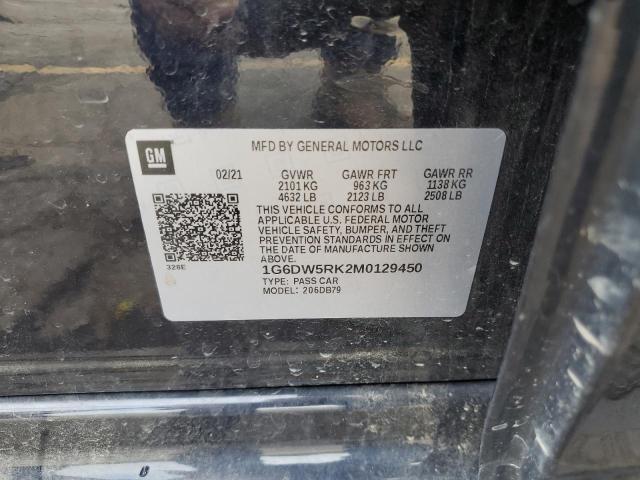 GM
MFD BY GENERAL MOTORS LLC
02/21 GVWR GAWR FRT GAWR RR
2101 KG 963 KG 1138 KG
4632 LB 2123 LB 2508 LB
THIS VEHICLE CONFORMS TO ALL
APPLICABLE U.S. FEDERAL MOTOR
VEHICLE SAFETY, BUMPER, AND THEFT
PREVENTION STANDARDS IN EFFECT ON
THE DATE OF MANUFACTURE SHOWN
ABOVE.
328E
1G6DW5RK2M0129450
TYPE: PASS CAR
MODEL: 206DB79